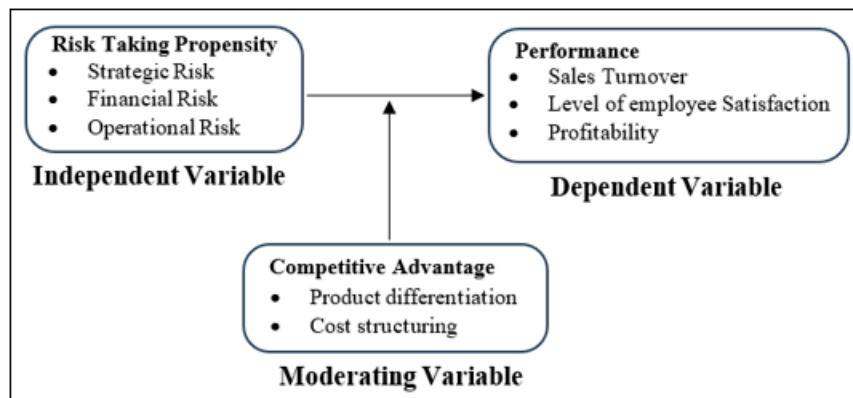 Risk Taking Propensity
• Strategic Risk
• Financial Risk
• Operational Risk
Independent Variable
Performance
• Sales Turnover
• Level of employee Satisfaction
• Profitability
Dependent Variable
Competitive Advantage
• Product differentiation
• Cost structuring
Moderating Variable